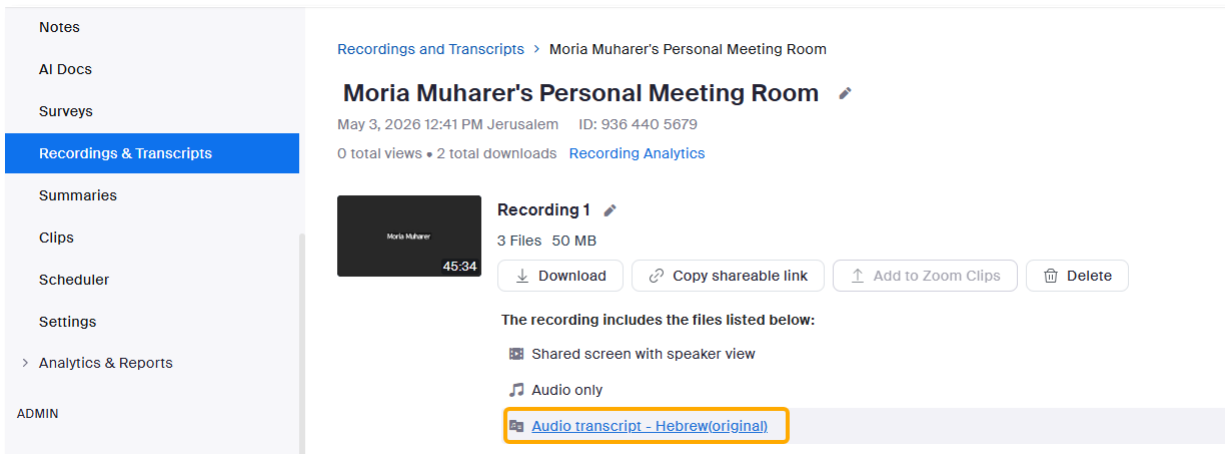 Notes
AI Docs
Surveys
Recordings & Transcripts
Summaries
Clips
Scheduler
Settings
Analytics & Reports
ADMIN
Recordings and Transcripts > Moria Muharer's Personal Meeting Room
Moria Muharer's Personal Meeting Room
May 3, 2026 12:41 PM Jerusalem ID: 936 440 5679
0 total views • 2 total downloads Recording Analytics
Moria Muharer
45:34
Recording 1
3 Files 50 MB
Download Copy shareable link Add to Zoom Clips Delete
The recording includes the files listed below:
Shared screen with speaker view
Audio only
Audio transcript - Hebrew(original)